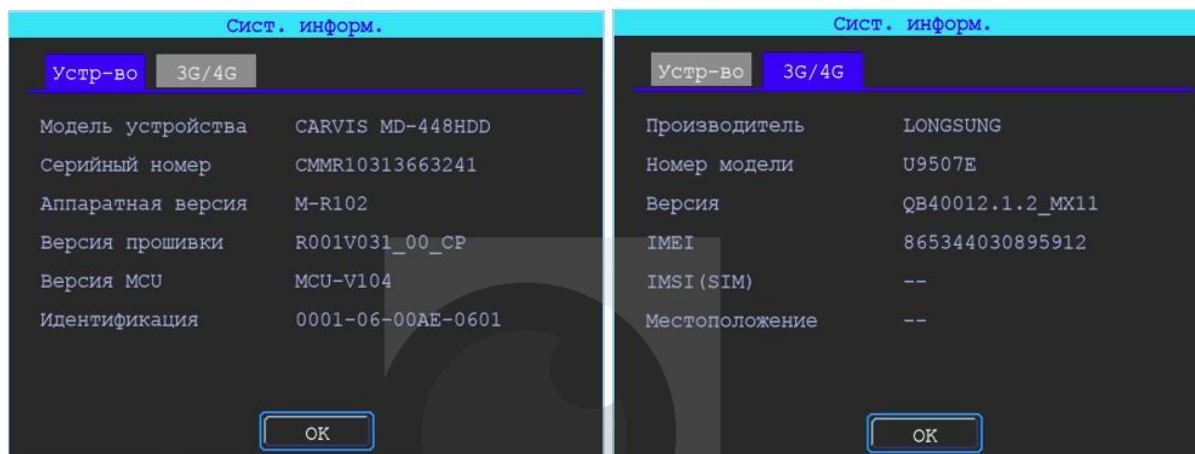 Сист. информ.
Устр-во 3G/4G
Модель устройства CARVIS MD-448HDD
Серийный номер CMMR10313663241
Аппаратная версия M-R102
Версия прошивки R001V031_00_CP
Версия MCU MCU-V104
Идентификация 0001-06-00AE-0601
OK
Сист. информ.
Устр-во 3G/4G
Производитель LONGSUNG
Номер модели U9507E
Версия QB40012.1.2_MX11
IMEI 865344030895912
IMSI(SIM) --
Местоположение --
OK